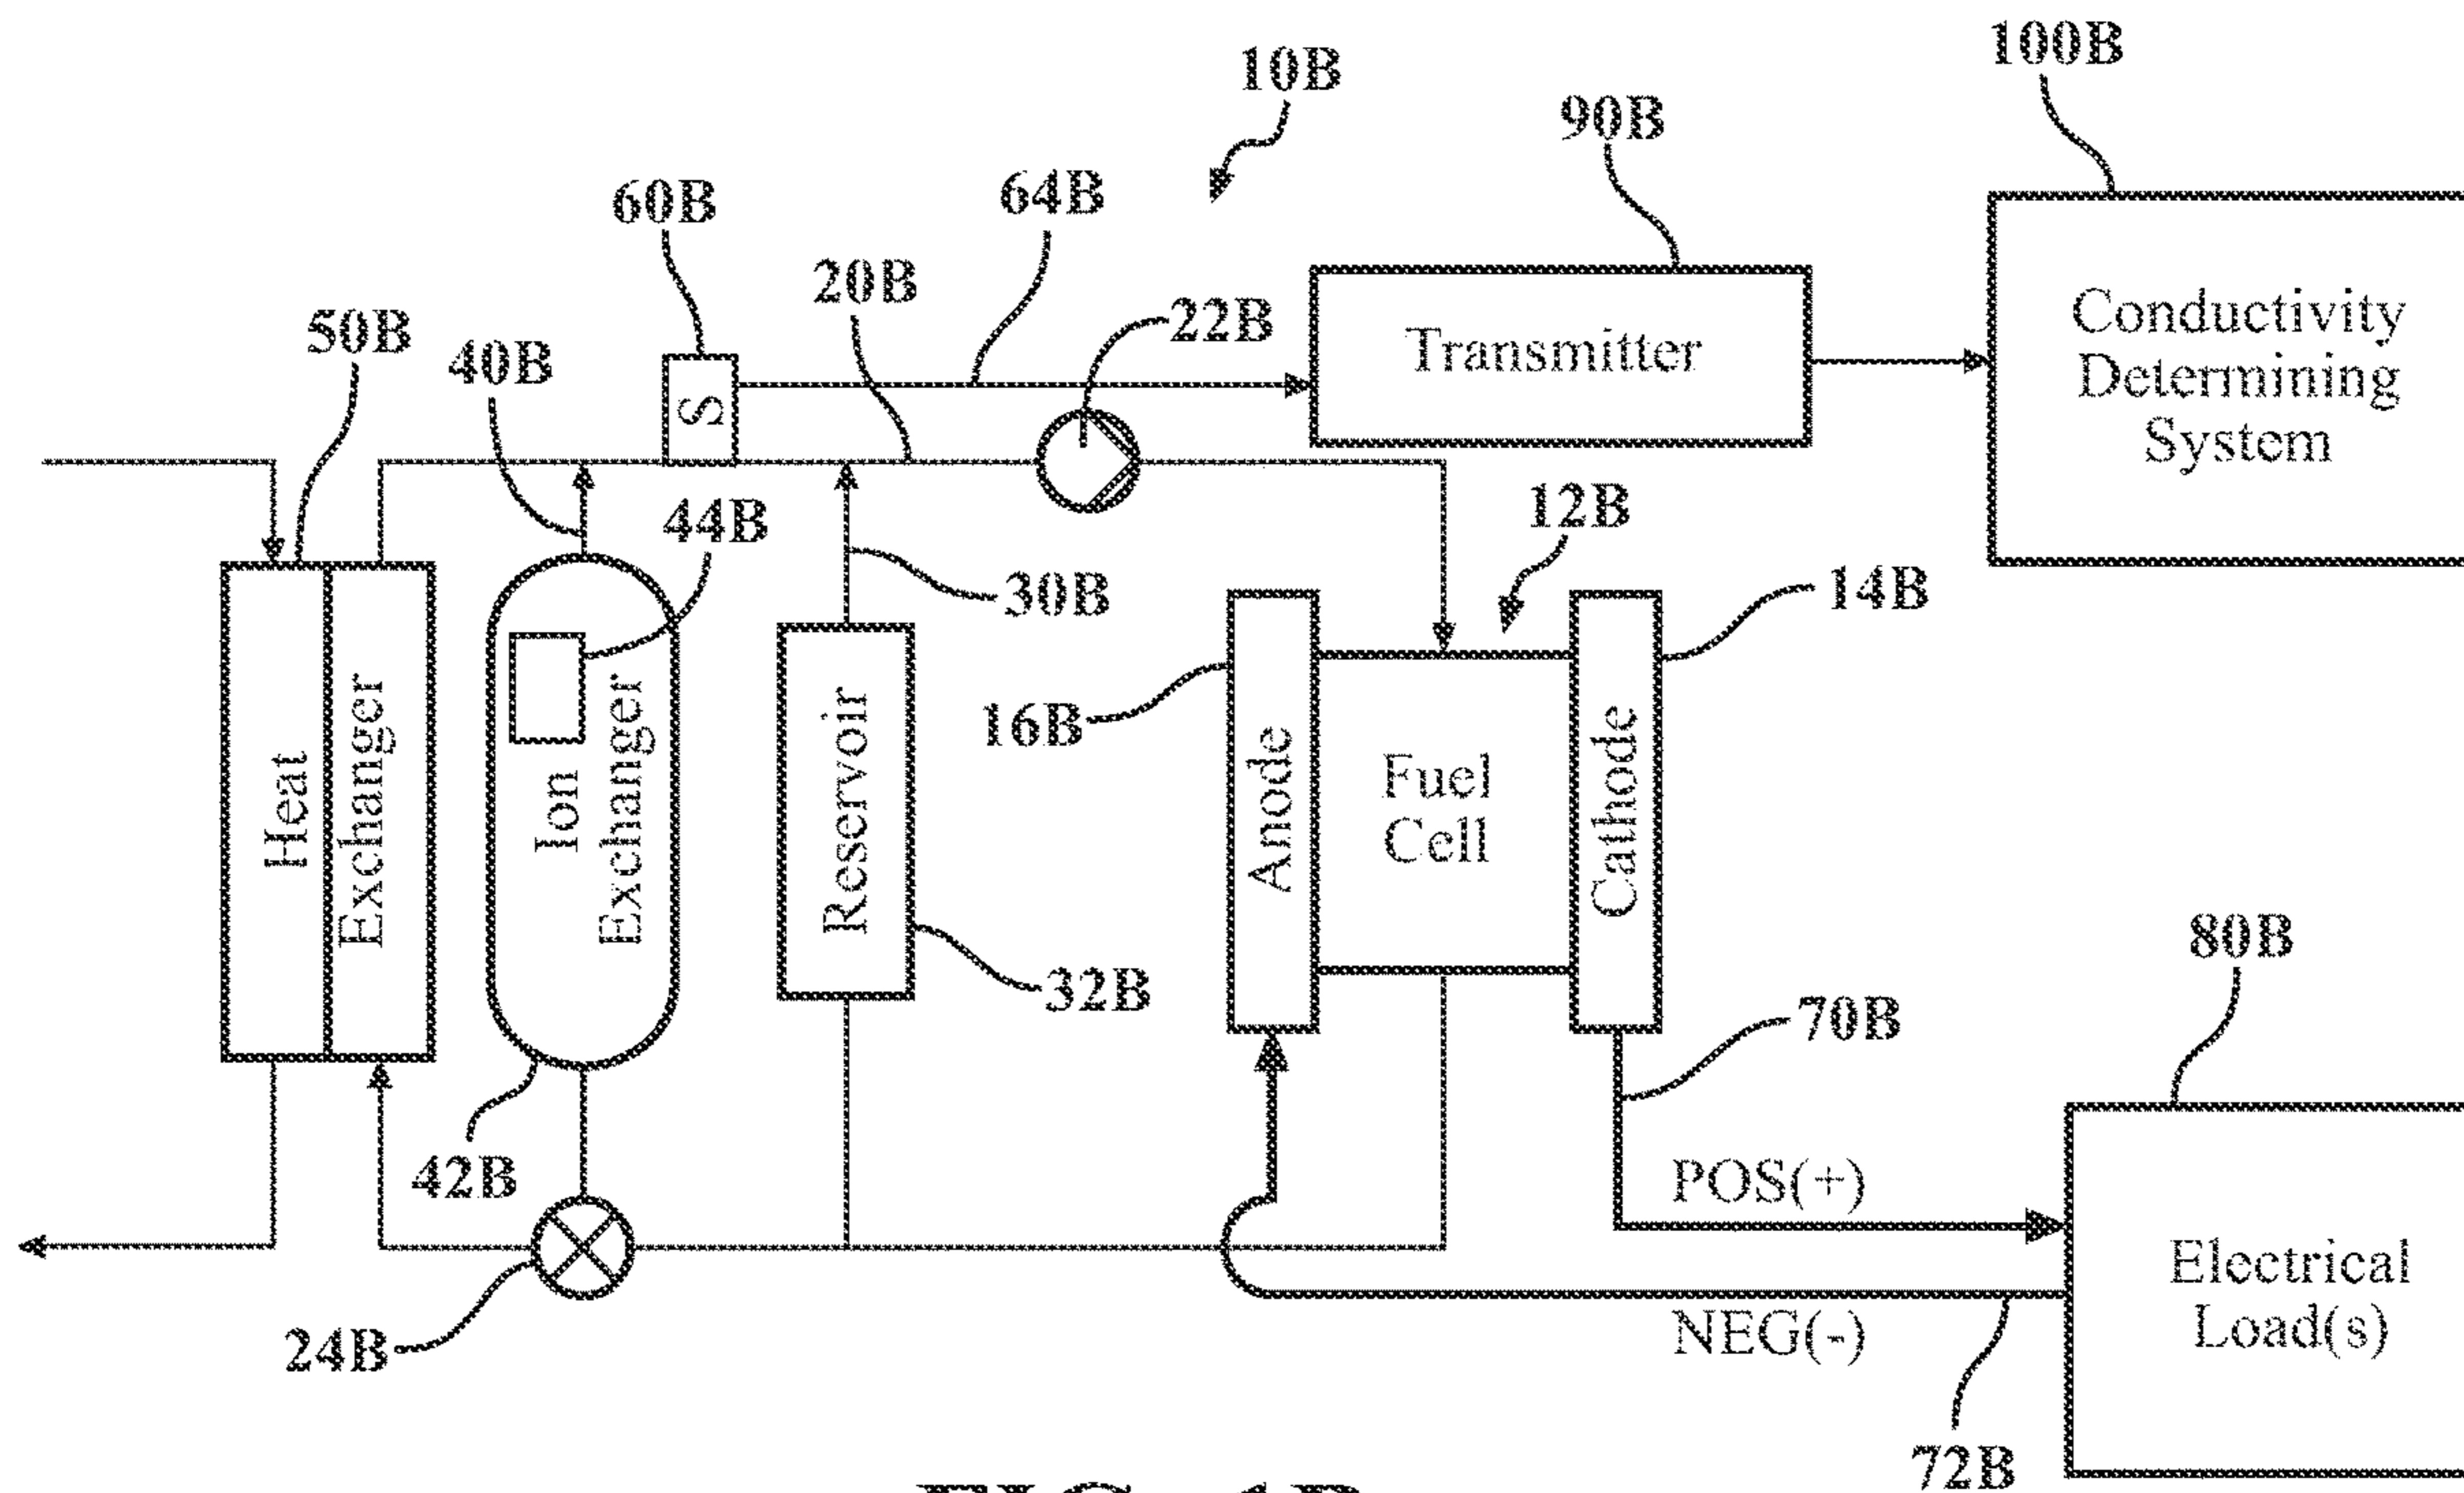 100B
10B
90B
60B
64B
20B
22B
50B
40B
Transmitter
Conductivity
Determining
System
S
44B
12B
14B
30B
16B
Heat
Exchanger
Ion
Exchanger
Reservoir
Anode
Fuel
Cell
Cathode
32B
80B
70B
42B
POS(+)
Electrical
Load(s)
NEG(-)
24B
72B